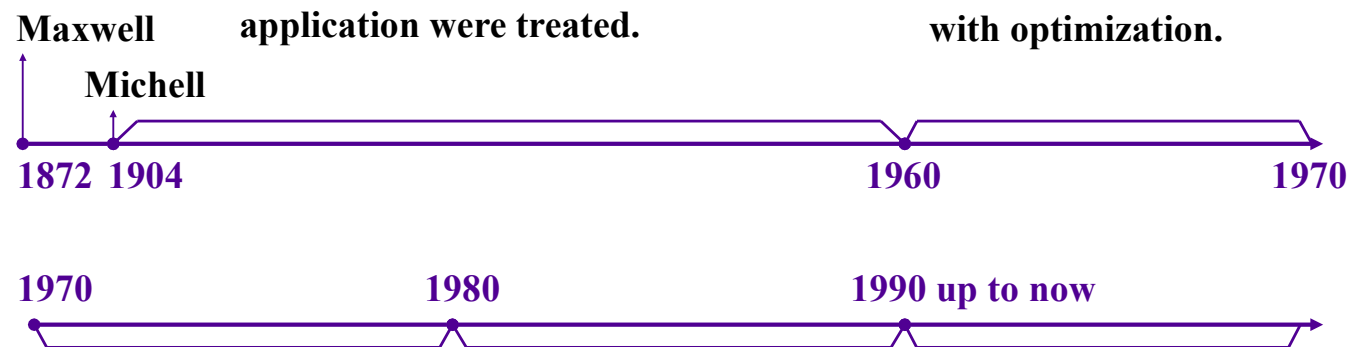 Maxwell
application were treated.
with optimization.
Michell
1872 1904 1960 1970
1970 1980 1990 up to now